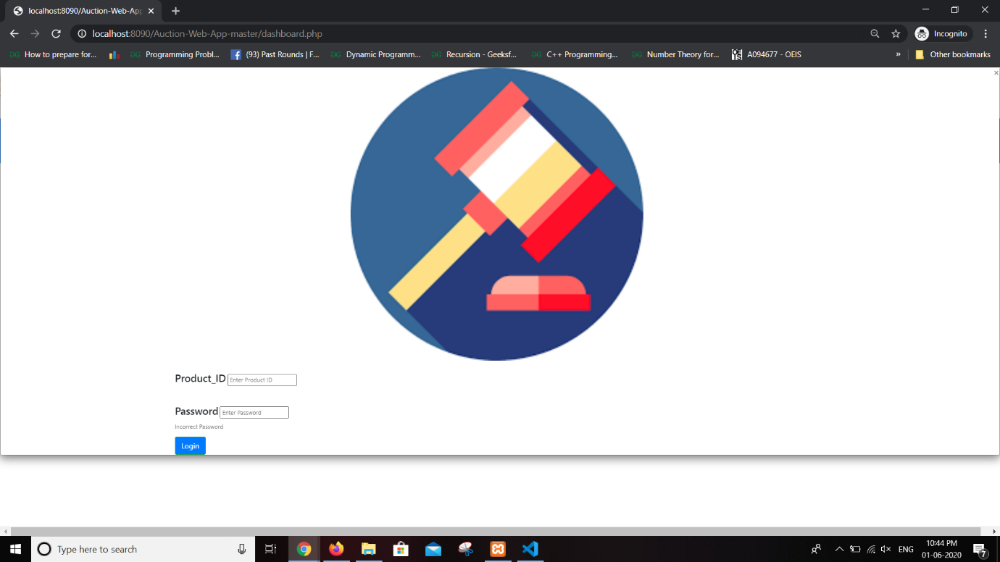 localhost:8090/Auction-Web-App
localhost:8090/Auction-Web-App-master/dashboard.php
Incognito
How to prepare for...
Programming Probl...
(93) Past Rounds | F...
Dynamic Programm...
Recursion - Geeksf...
C++ Programming...
Number Theory for...
A094677 - OEIS
»
Other bookmarks
Product_ID
Enter Product ID
Password
Enter Password
Incorrect Password
Login
Type here to search
ENG
10:44 PM
01-06-2020
7